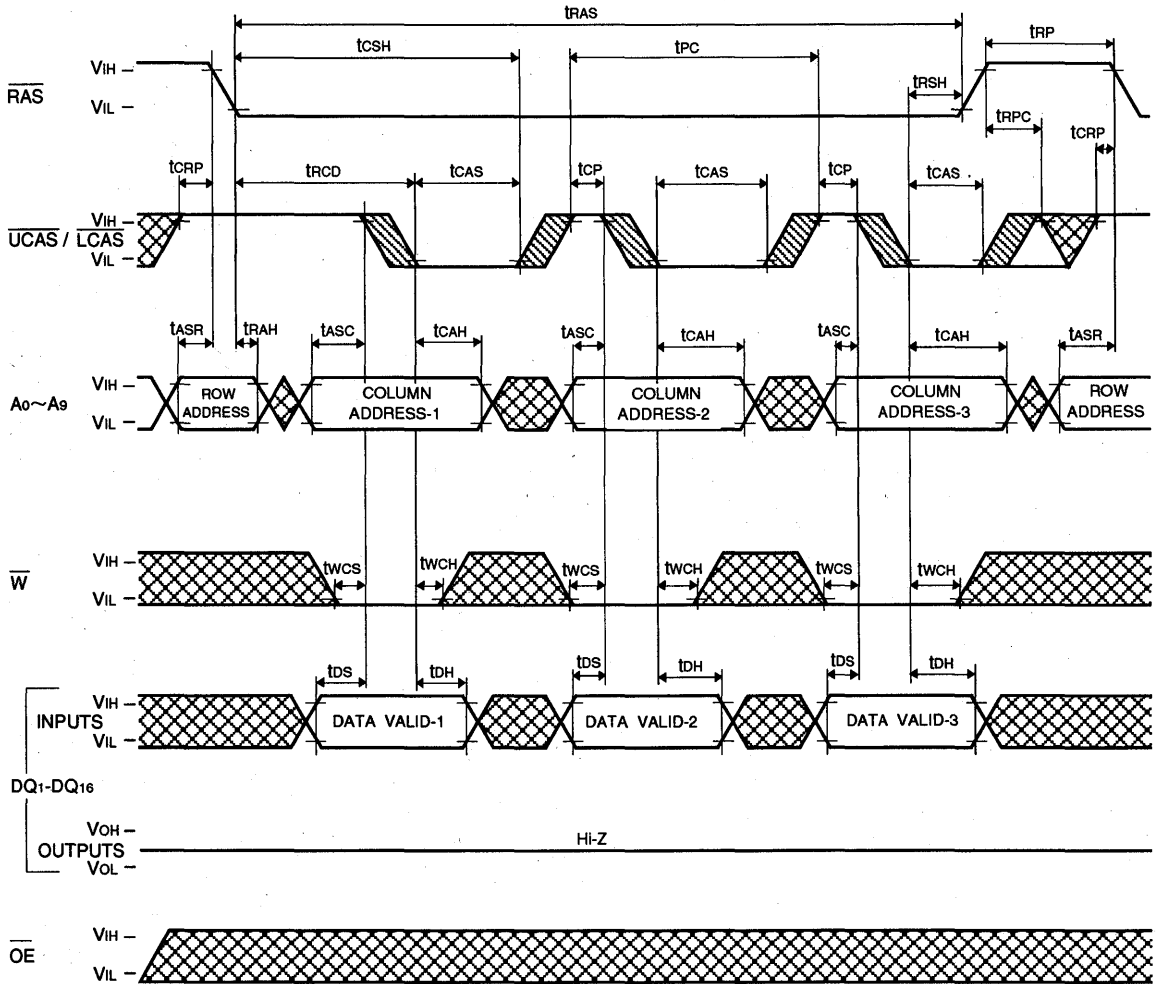 tRAS
tCSH
tPC
tRP
VIH
RAS
VIL
tRSH
tRPC
tCRP
tCRP
tRCD
tCAS
tCP
tCAS
tCP
tCAS
VIH
UCAS / LCAS
VIL
tASR
tRAH
tASC
tCAH
tASC
tCAH
tASC
tCAH
tASR
VIH
A0~A9
VIL
ROW ADDRESS
COLUMN ADDRESS-1
COLUMN ADDRESS-2
COLUMN ADDRESS-3
ROW ADDRESS
VIH
W
VIL
tWCS
tWCH
tWCS
tWCH
tWCS
tWCH
tDS
tDH
tDS
tDH
tDS
tDH
VIH
INPUTS
VIL
DATA VALID-1
DATA VALID-2
DATA VALID-3
DQ1-DQ16
VOH
OUTPUTS
VOL
Hi-Z
VIH
OE
VIL